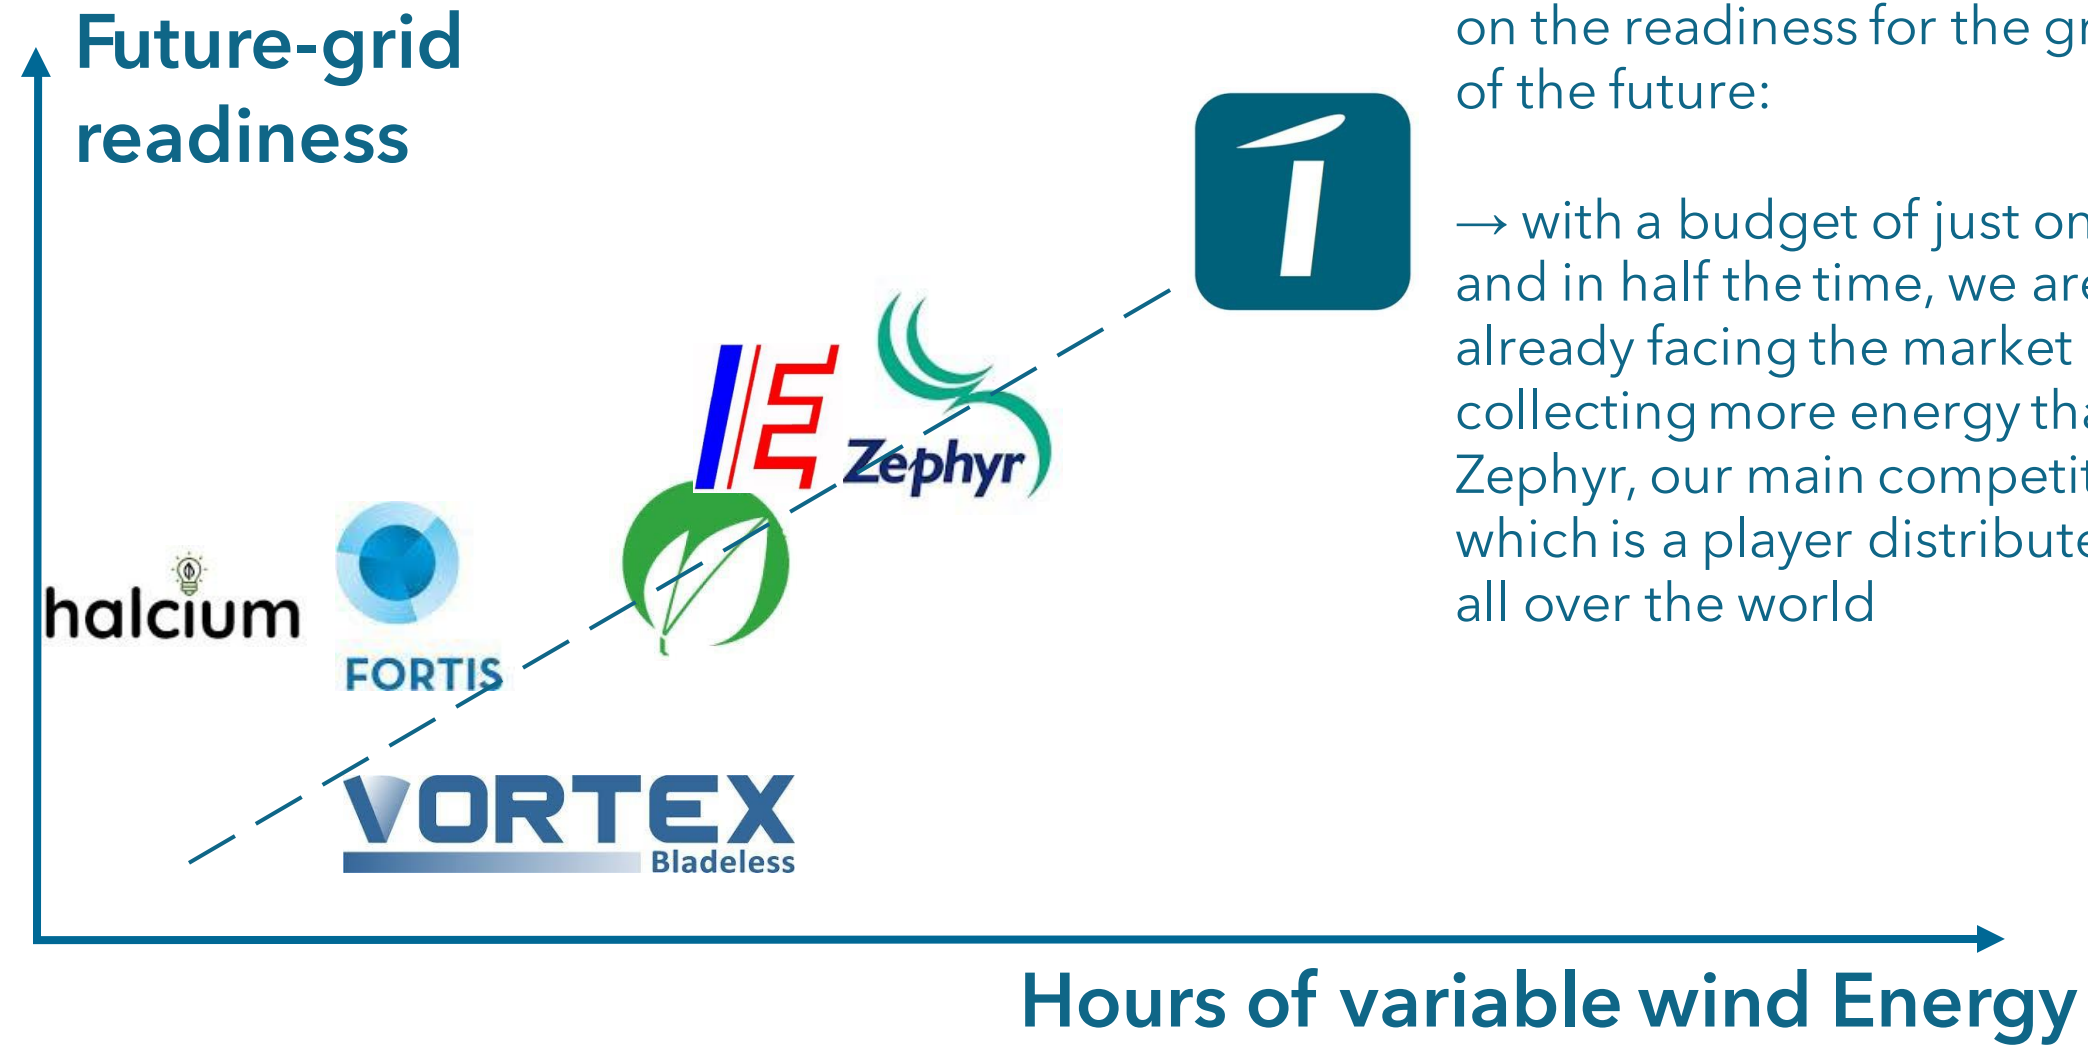 Future-grid
readiness
on the readiness for the gr
of the future:
→ with a budget of just on
and in half the time, we are
already facing the market
collecting more energy tha
Zephyr, our main competit
which is a player distribute
all over the world
Zephyr
halcium
FORTIS
VORTEX
Bladeless
Hours of variable wind Energy